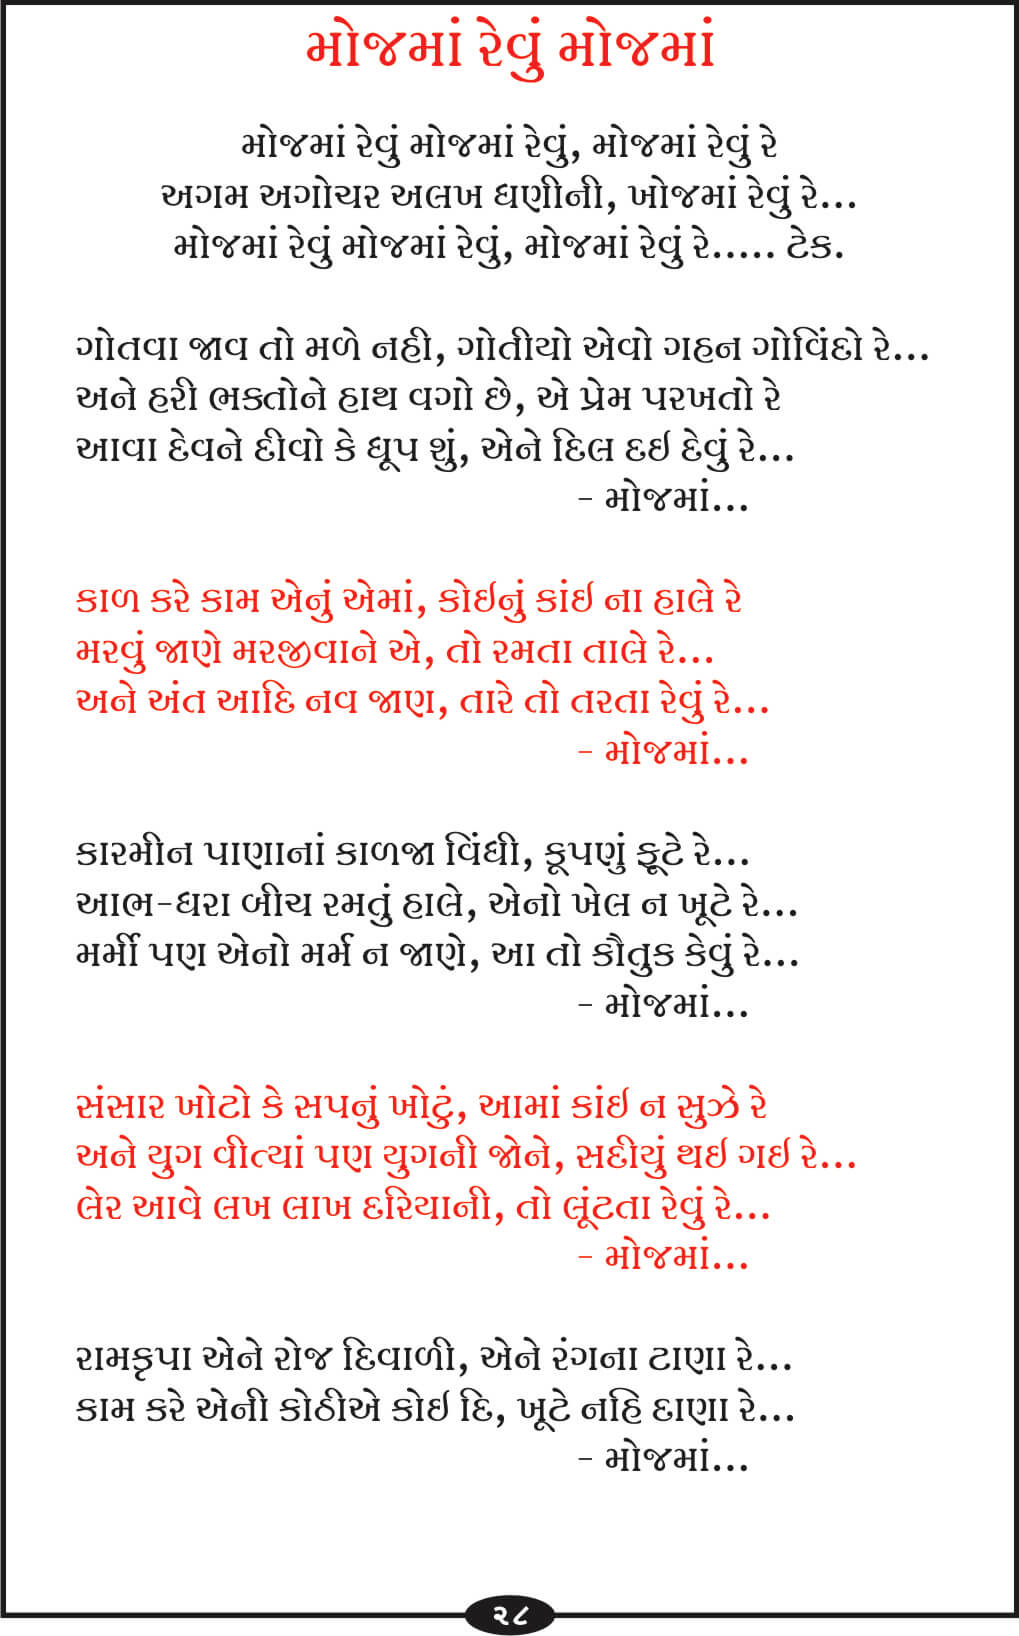 મોજમાં રેવું મોજમાં
મોજમાં રેવું મોજમાં રેવું, મોજમાં રેવું રે
અગમ અગોચર અલખ ધણીની, ખોજમાં રેવું રે...
મોજમાં રેવું મોજમાં રેવું, મોજમાં રેવું રે..... ટેક.
ગોતવા જાવ તો મળે નહી, ગોતીયો એવો ગહન ગોવિંદો રે...
અને હરી ભક્તોને હાથ વગો છે, એ પ્રેમ પરખતો રે
આવા દેવને દીવો કે ધૂપ શું, એને દિલ દઈ દેવું રે...
- મોજમાં...
કાળ કરે કામ એનું એમાં, કોઈનું કાંઈ ના હાલે રે
મરવું જાણે મરજીવાને એ, તો રમતા તાલે રે...
અને અંત આદિ નવ જાણ, તારે તો તરતા રેવું રે...
- મોજમાં...
કારમીન પાણાનાં કાળજા વિંધી, કૂપણું ફૂટે રે...
આભ-ધરા બીચ રમતું હાલે, એનો ખેલ ન ખૂટે રે...
મર્મી પણ એનો મર્મ ન જાણે, આ તો કૌતુક કેવું રે...
- મોજમાં...
સંસાર ખોટો કે સપનું ખોટું, આમાં કાંઈ ન સુઝે રે
અને યુગ વીત્યાં પણ યુગની જોને, સદીયું થઈ ગઈ રે...
લેર આવે લખ લાખ દરિયાની, તો લૂંટતા રેવું રે...
- મોજમાં...
રામકૃપા એને રોજ દિવાળી, એને રંગના ટાણા રે...
કામ કરે એની કોઠીએ કોઈ દિ, ખૂટે નહિ દાણા રે...
- મોજમાં...
૨૮